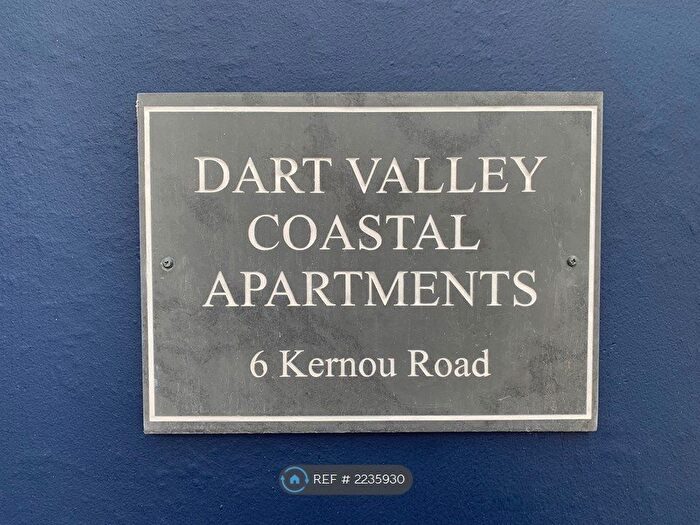 DART VALLEY
COASTAL
APARTMENTS
6 Kernou Road
REF # 2235930